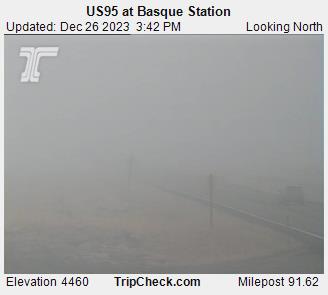 US95 at Basque Station
Updated: Dec 26 2023 3:42 PM Looking North
Elevation 4460 TripCheck.com Milepost 91.62